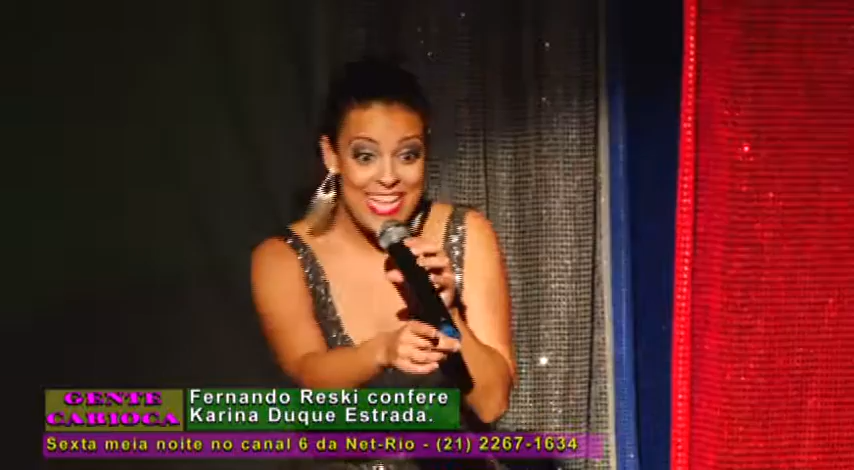 GENTE
CARIOCA
Fernando Reski confere
Karina Duque Estrada.
Sexta meia noite no canal 6 da Net-Rio - (21) 2267-1634